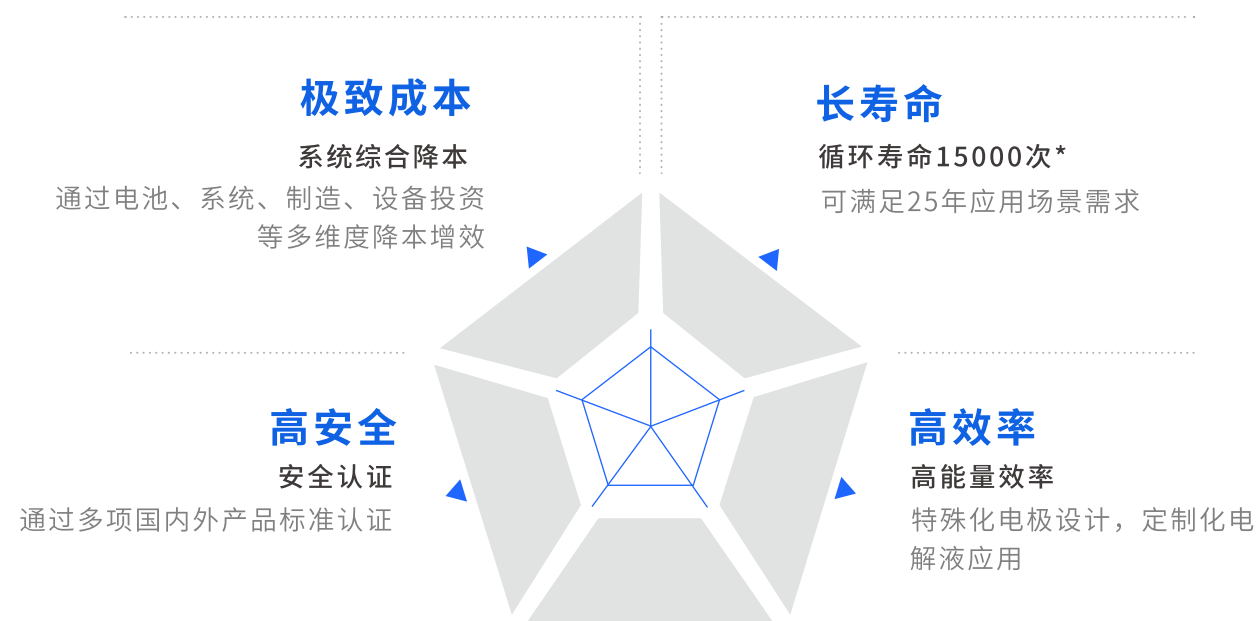 极致成本
系统综合降本
通过电池、系统、制造、设备投资
等多维度降本增效
长寿命
循环寿命15000次*
可满足25年应用场景需求
高安全
安全认证
通过多项国内外产品标准认证
高效率
高能量效率
特殊化电极设计，定制化电
解液应用